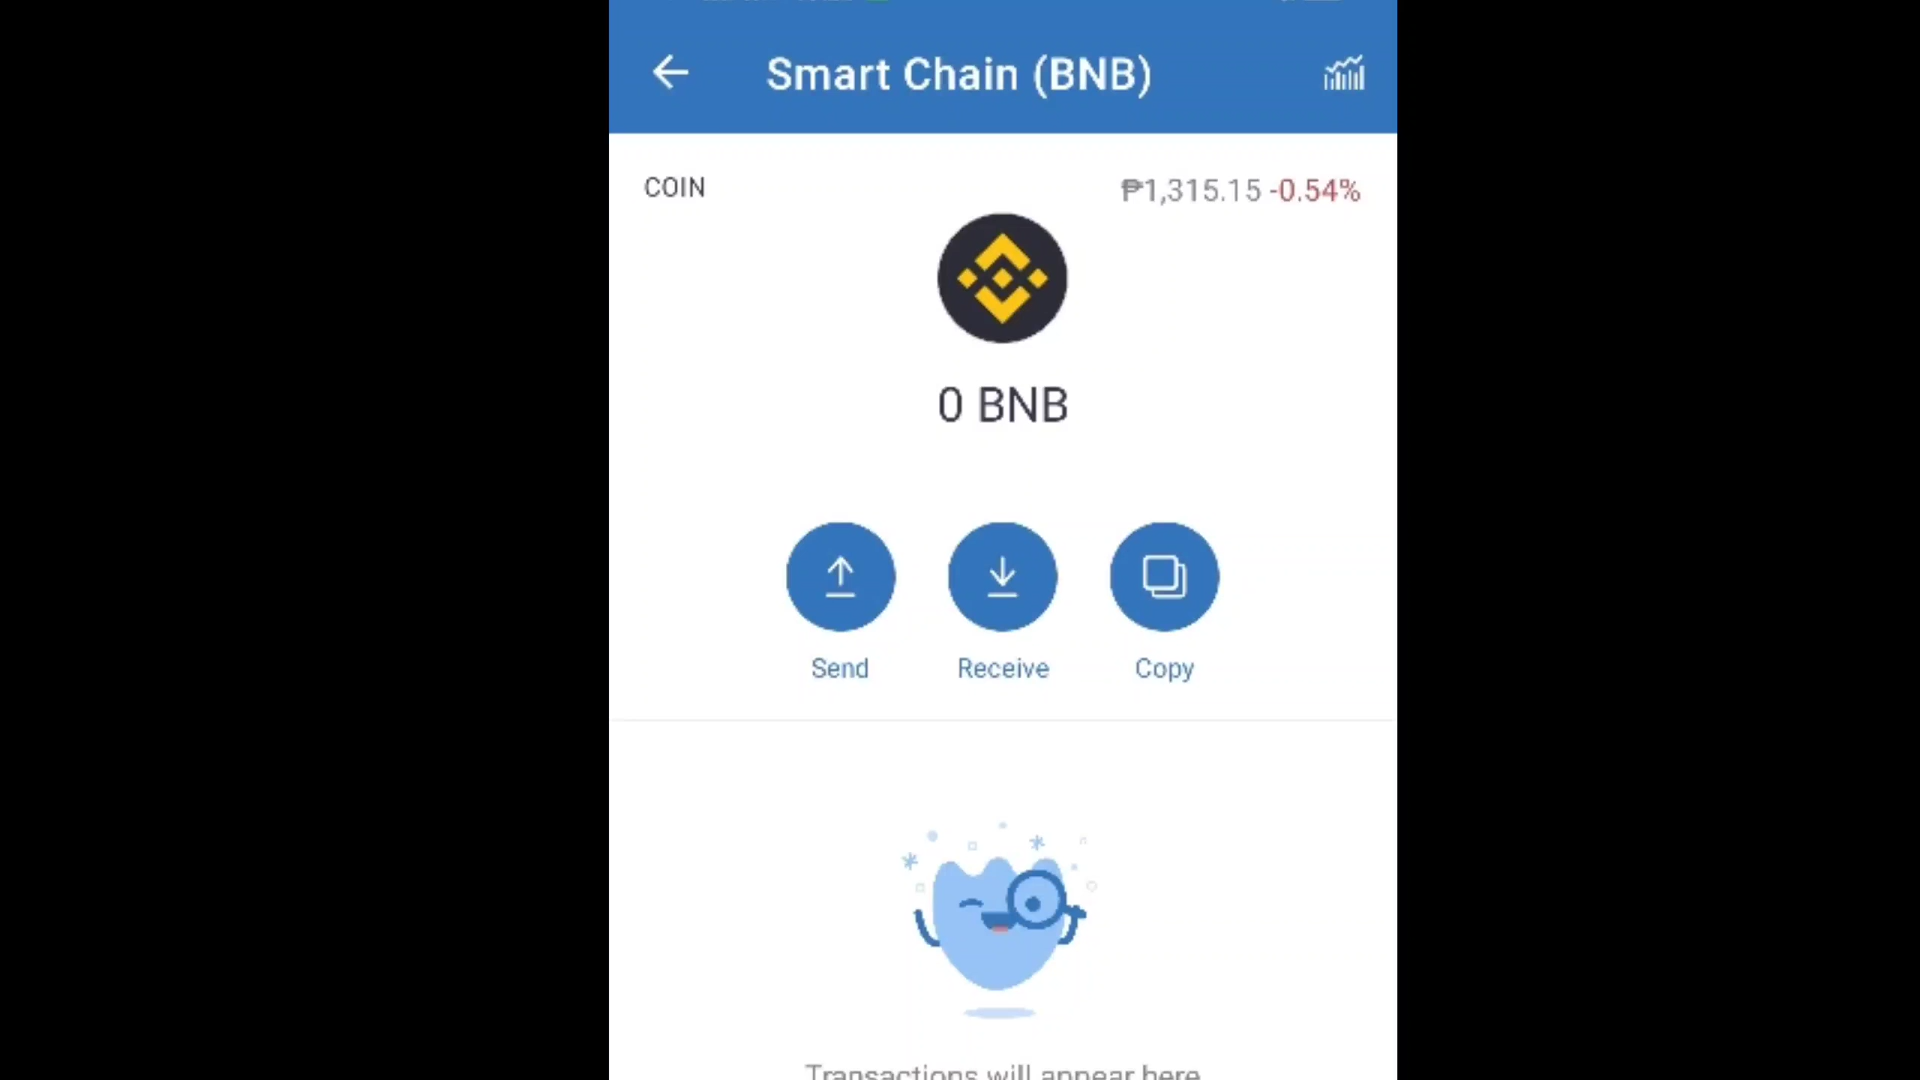 Smart Chain (BNB)
COIN
₱1,315.15 -0.54%
0 BNB
Send
Receive
Copy
Transactions will appear here